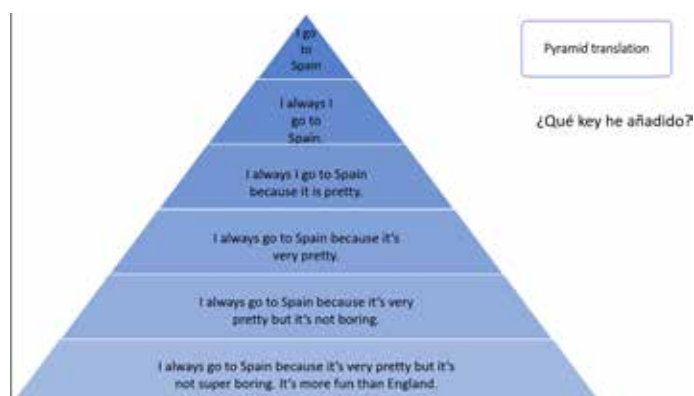 I go
to
Spain
I always I
go to
Spain.
I always I go to Spain
because it is pretty.
I always go to Spain because it's
very pretty.
I always go to Spain because it's very
pretty but it's not boring.
I always go to Spain because it's very pretty but it's
not super boring. It's more fun than England.
Pyramid translation
¿Qué key he añadido?